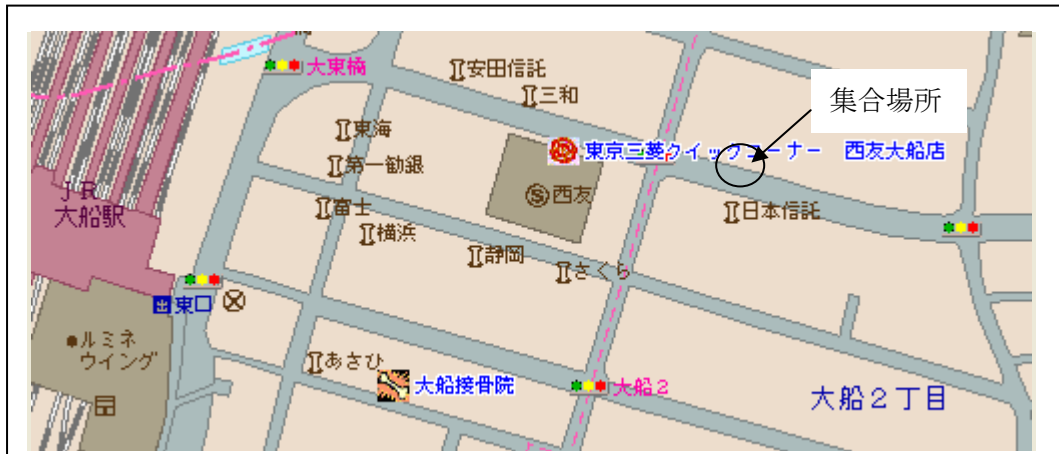 大東橋
安田信託
三和
集合場所
東海
東京三菱クイックコーナー 西友大船店
第一勧銀
JR
大船駅
西友
富士
日本信託
横浜
静岡
さくら
東口
ルミネ
ウイング
あさひ
大船接骨院
大船2
大船2丁目